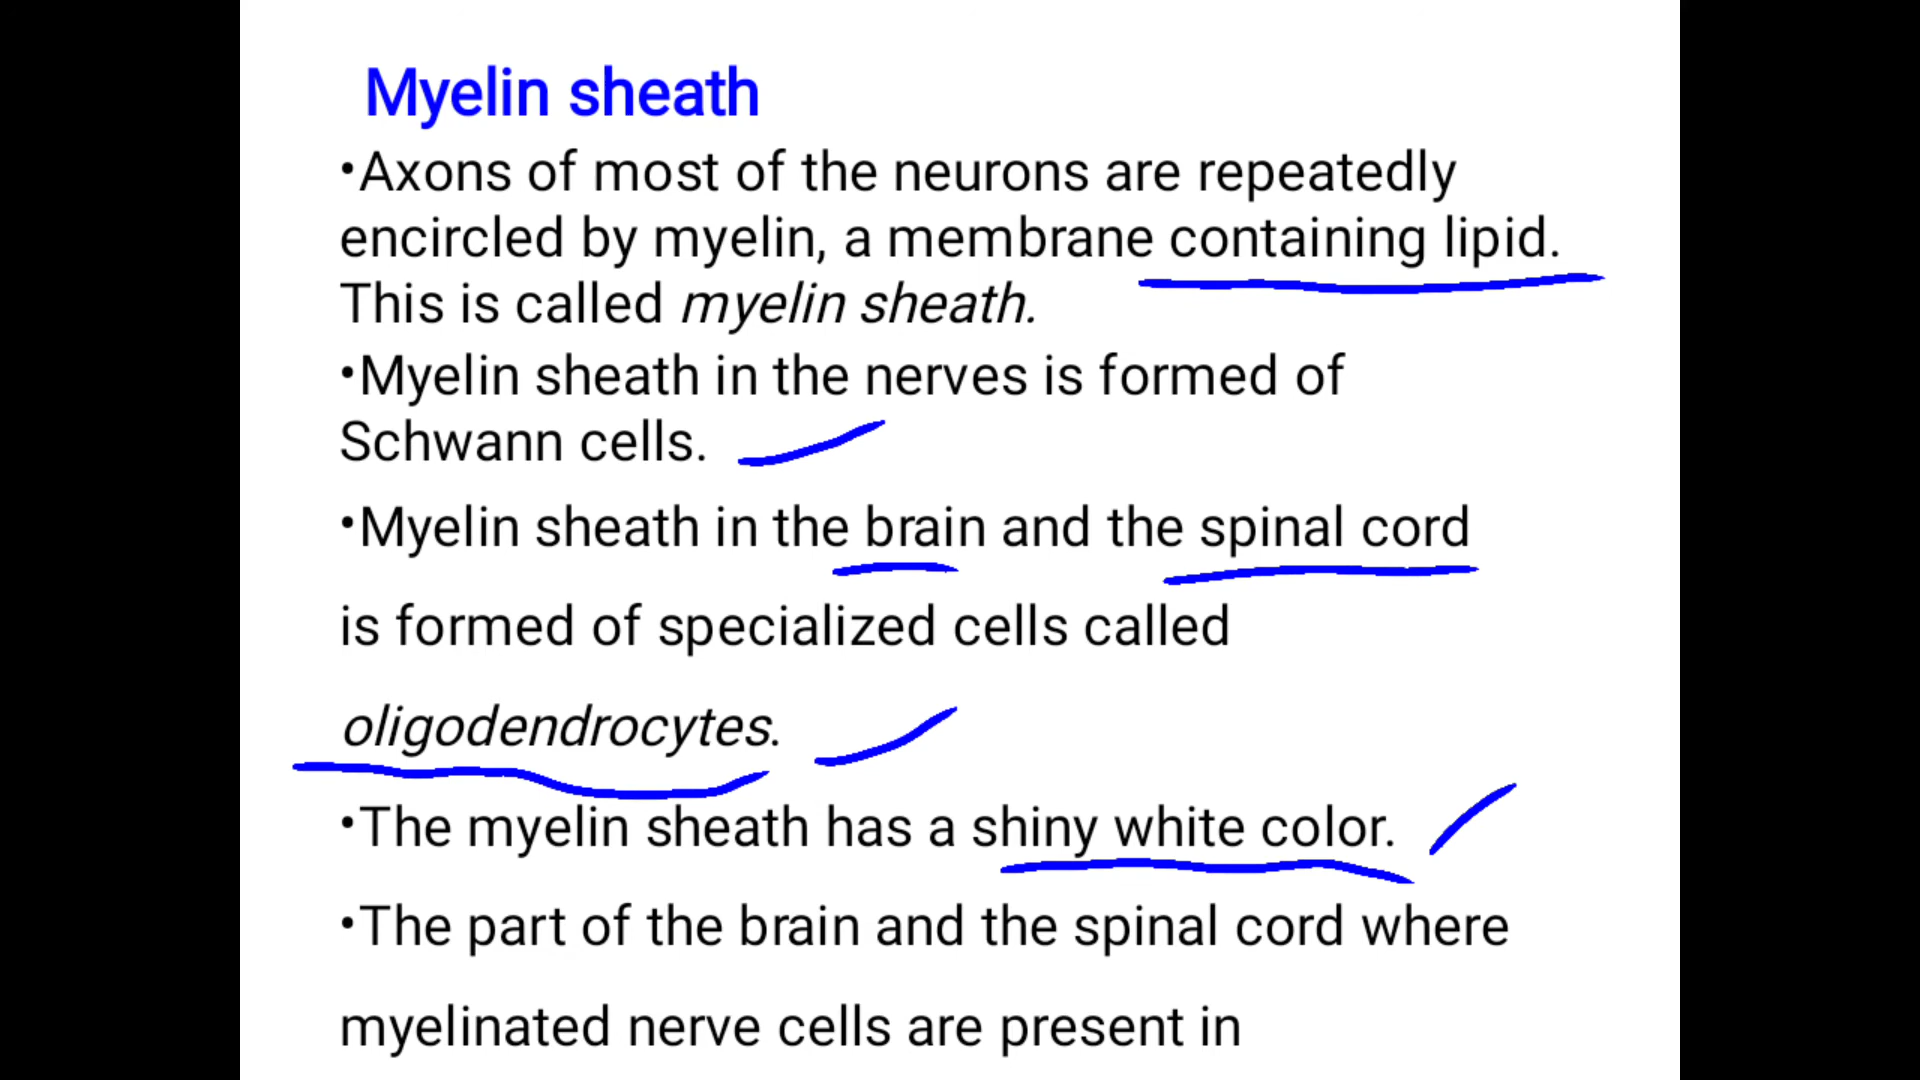 Myelin sheath
•Axons of most of the neurons are repeatedly
encircled by myelin, a membrane containing lipid.
This is called myelin sheath.
•Myelin sheath in the nerves is formed of
Schwann cells.
•Myelin sheath in the brain and the spinal cord
is formed of specialized cells called
oligodendrocytes.
•The myelin sheath has a shiny white color.
•The part of the brain and the spinal cord where
myelinated nerve cells are present in